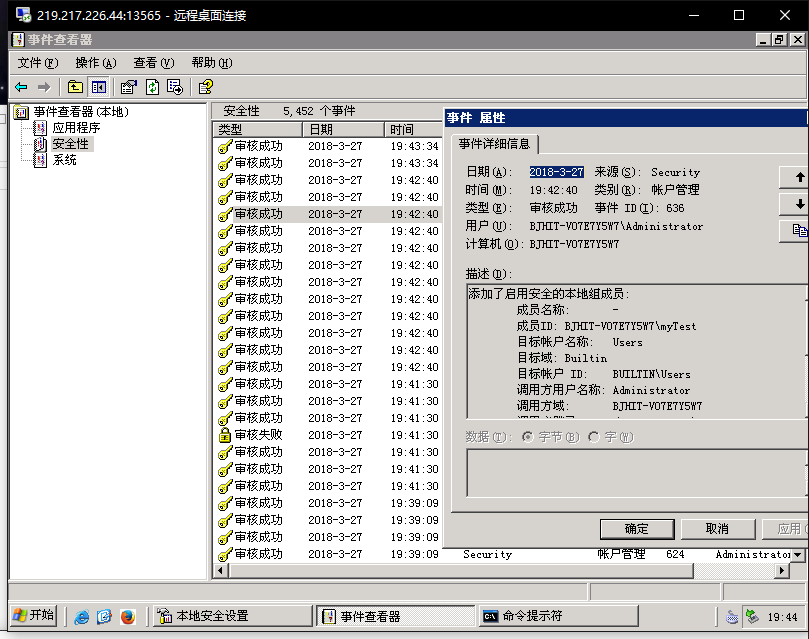 219.217.226.44:13565 - 远程桌面连接
事件查看器
文件(F) 操作(A) 查看(V) 帮助(H)
事件查看器(本地)
应用程序
安全性
系统
安全性 5,452 个事件
类型 日期 时间
审核成功 2018-3-27 19:43:34
审核成功 2018-3-27 19:43:34
审核成功 2018-3-27 19:42:40
审核成功 2018-3-27 19:42:40
审核成功 2018-3-27 19:42:40
审核成功 2018-3-27 19:42:40
审核成功 2018-3-27 19:42:40
审核成功 2018-3-27 19:42:40
审核成功 2018-3-27 19:42:40
审核成功 2018-3-27 19:42:40
审核成功 2018-3-27 19:42:40
审核成功 2018-3-27 19:42:40
审核成功 2018-3-27 19:42:40
审核成功 2018-3-27 19:42:40
审核成功 2018-3-27 19:41:30
审核成功 2018-3-27 19:41:30
审核成功 2018-3-27 19:41:30
审核失败 2018-3-27 19:41:30
审核成功 2018-3-27 19:41:30
审核成功 2018-3-27 19:41:30
审核成功 2018-3-27 19:41:30
审核成功 2018-3-27 19:39:09
审核成功 2018-3-27 19:39:09
审核成功 2018-3-27 19:39:09
审核成功 2018-3-27 19:39:09 Security 帐户管理 624 Administrator
事件 属性
事件详细信息
日期(A): 2018-3-27 来源(S): Security
时间(M): 19:42:40 类别(R): 帐户管理
类型(E): 审核成功 事件 ID(I): 636
用户(U): BJHIT-VO7E7Y5W7\Administrator
计算机(O): BJHIT-VO7E7Y5W7
描述(D):
添加了启用安全的本地组成员:
成员名称: -
成员ID: BJHIT-VO7E7Y5W7\myTest
目标帐户名称: Users
目标域: Builtin
目标帐户 ID: BUILTIN\Users
调用方用户名称: Administrator
调用方域: BJHIT-VO7E7Y5W7
数据(T): 字节(B) 字(W)
确定 取消 应用(
开始 本地安全设置 事件查看器 命令提示符 19:44